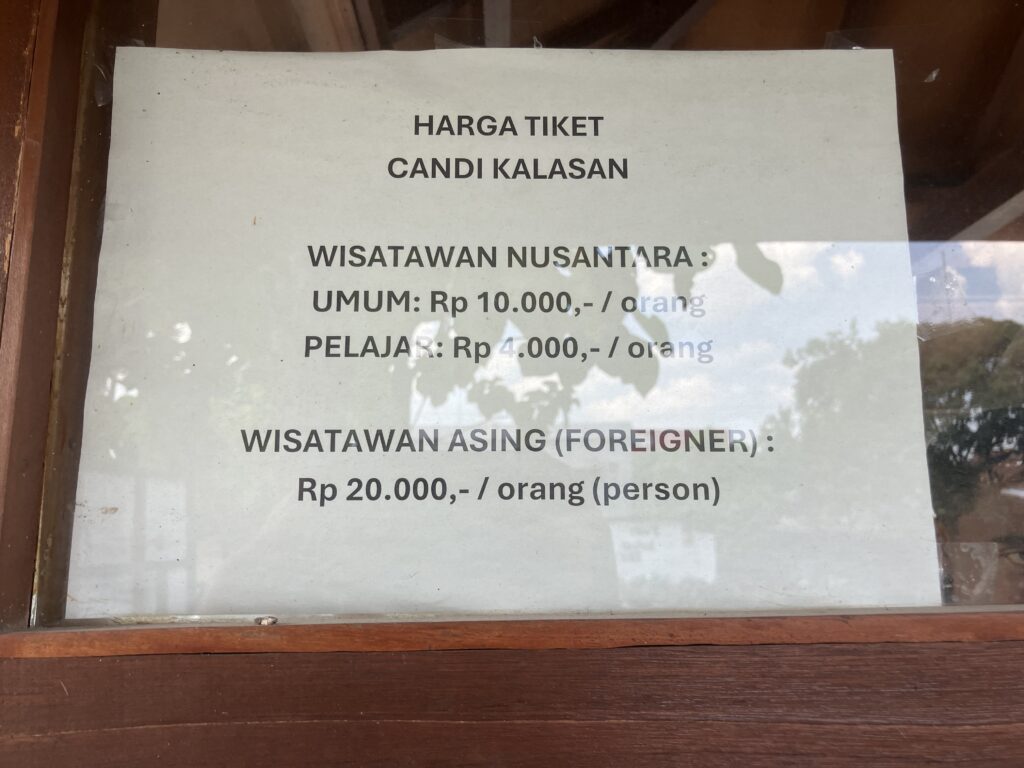 HARGA TIKET
CANDI KALASAN
WISATAWAN NUSANTARA :
UMUM: Rp 10.000,- / orang
PELAJAR: Rp 4.000,- / orang
WISATAWAN ASING (FOREIGNER) :
Rp 20.000,- / orang (person)